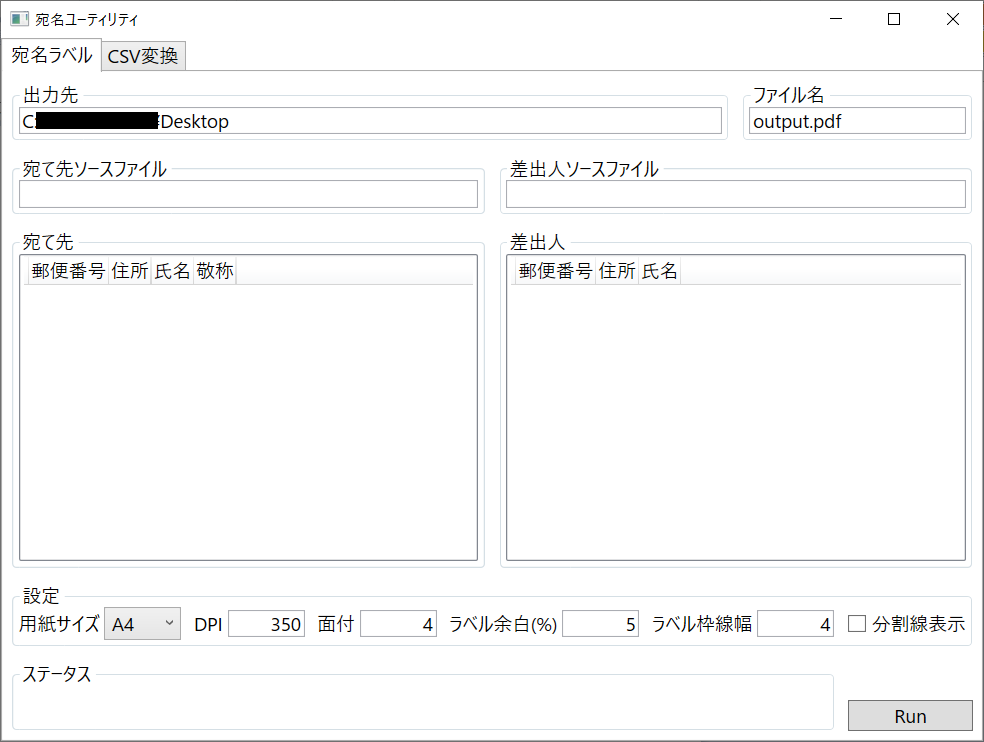 宛名ユーティリティ
宛名ラベル CSV変換
出力先 ファイル名
C: Desktop output.pdf
宛て先ソースファイル 差出人ソースファイル
宛て先 差出人
郵便番号 住所 氏名 敬称 郵便番号 住所 氏名
設定
用紙サイズ A4 DPI 350 面付 4 ラベル余白(%) 5 ラベル枠線幅 4 分割線表示
ステータス
Run